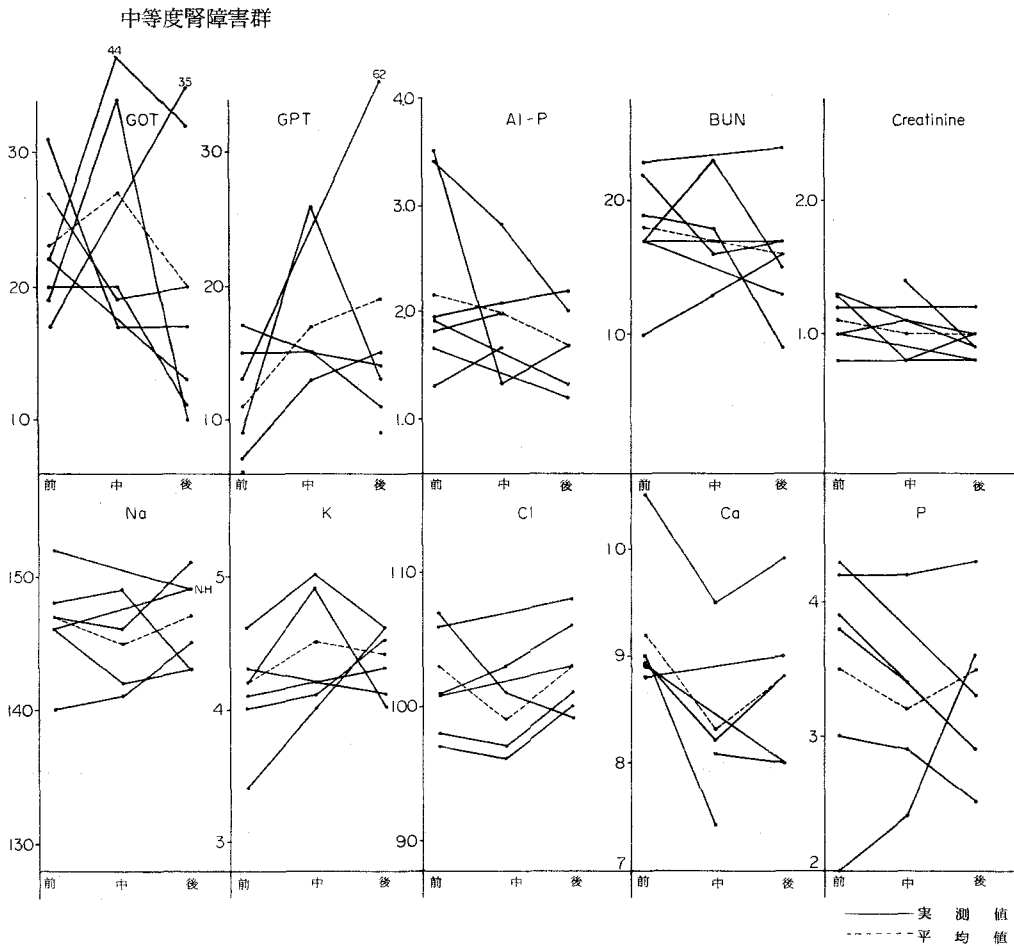 中等度腎障害群
44
35
62
GOT
GPT
Al-P
BUN
Creatinine
30
20
10
30
20
10
4.0
3.0
2.0
1.0
20
10
2.0
1.0
前 中 後
前 中 後
前 中 後
前 中 後
前 中 後
Na
K
Cl
Ca
P
150
140
130
NH
5
4
3
110
100
90
10
9
8
7
4
3
2
前 中 後
前 中 後
前 中 後
前 中 後
前 中 後
実測値
平均値